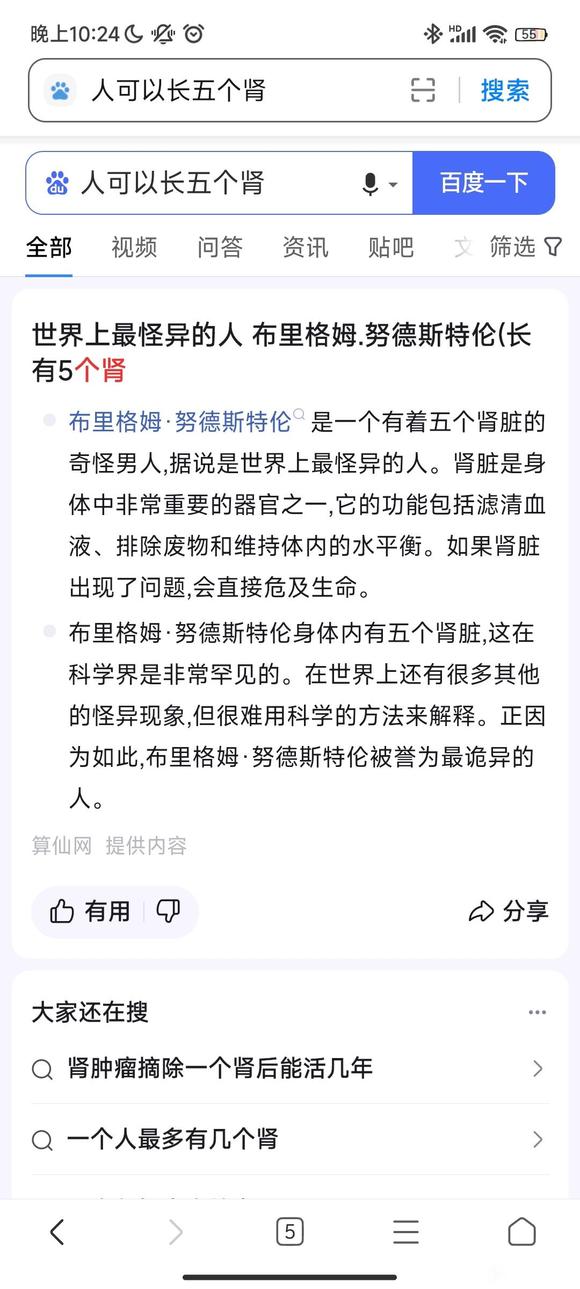 晚上10:24
HD
55
人可以长五个肾
搜索
du
人可以长五个肾
百度一下
全部 视频 问答 资讯 贴吧 文 筛选
世界上最怪异的人 布里格姆.努德斯特伦(长
有5个肾
布里格姆·努德斯特伦 是一个有着五个肾脏的
奇怪男人,据说是世界上最怪异的人。肾脏是身
体中非常重要的器官之一,它的功能包括滤清血
液、排除废物和维持体内的水平衡。如果肾脏
出现了问题,会直接危及生命。
布里格姆·努德斯特伦身体内有五个肾脏,这在
科学界是非常罕见的。在世界上还有很多其他
的怪异现象,但很难用科学的方法来解释。正因
为如此,布里格姆·努德斯特伦被誉为最诡异的
人。
算仙网 提供内容
有用
分享
大家还在搜
肾肿瘤摘除一个肾后能活几年
一个人最多有几个肾
5